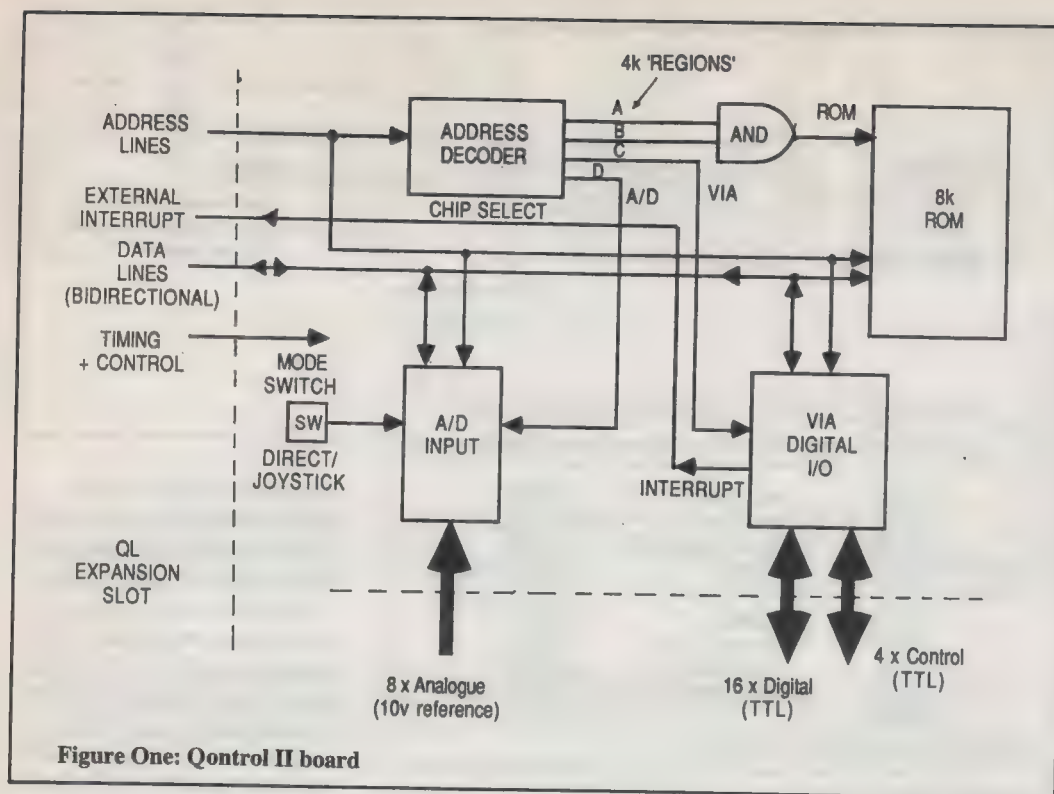 4k 'REGIONS'
ADDRESS
LINES
ADDRESS
DECODER
A
B
C
D
AND
ROM
8k
ROM
A/D
VIA
CHIP SELECT
EXTERNAL
INTERRUPT
DATA
LINES
(BIDIRECTIONAL)
TIMING
+ CONTROL
MODE
SWITCH
SW
DIRECT/
JOYSTICK
A/D
INPUT
INTERRUPT
VIA
DIGITAL
I/O
QL
EXPANSION
SLOT
8 x Analogue
(10v reference)
16 x Digital
(TTL)
4 x Control
(TTL)
Figure One: Qontrol II board